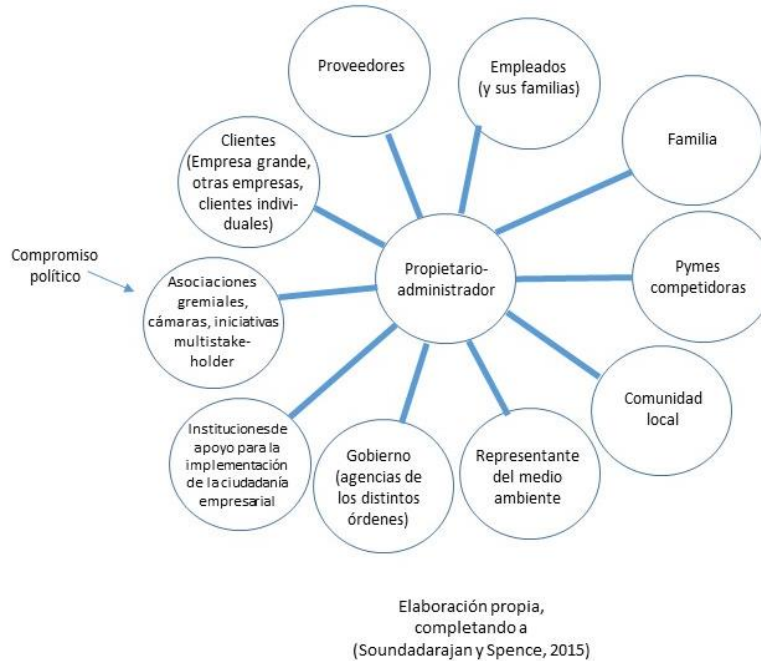 Proveedores
Empleados
(y sus familias)
Familia
Clientes
(Empresa grande,
otras empresas,
clientes indivi-
duales)
Compromiso
político
Propietario-
administrador
Pymes
competidoras
Asociaciones
gremiales,
cámaras, iniciativas
multistake-
holder
Comunidad
local
Institucionesde
apoyo para la
implementación
de la ciudadanía
empresarial
Gobierno
(agencias de
los distintos
órdenes)
Representante
del medio
ambiente
Elaboración propia,
completando a
(Soundadarajan y Spence, 2015)